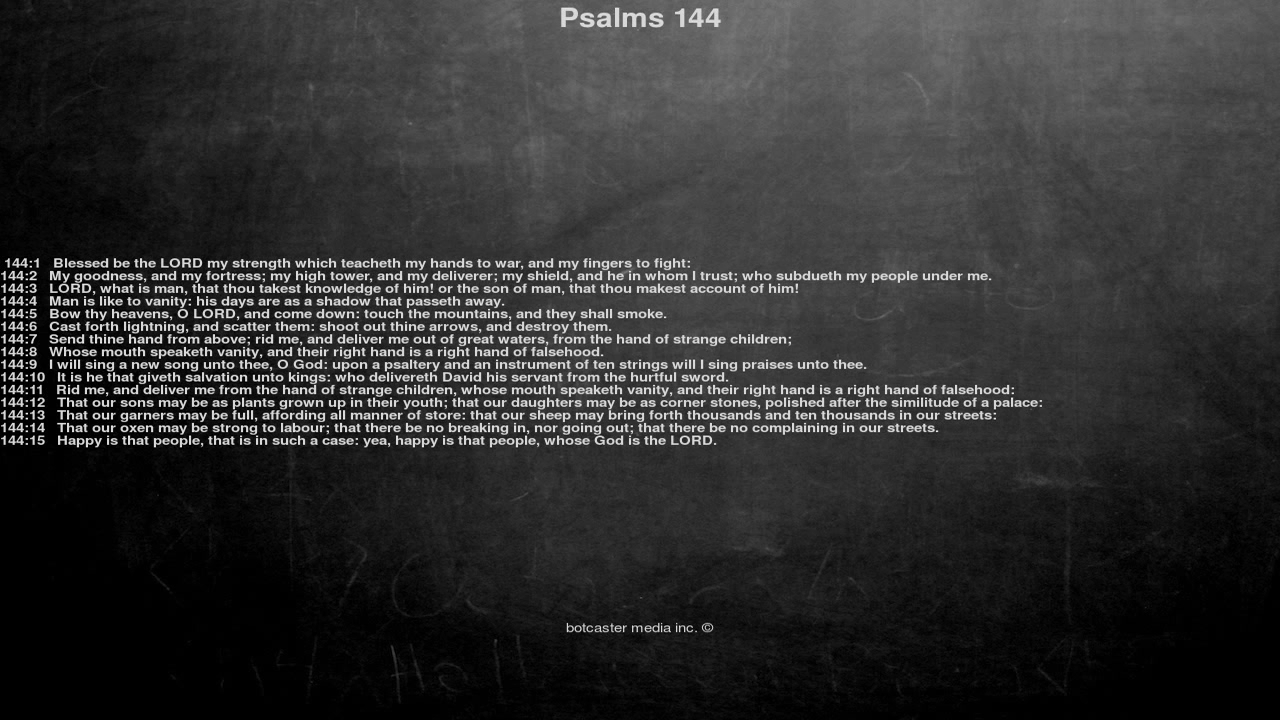 Psalms 144
144:1 Blessed be the LORD my strength which teacheth my hands to war, and my fingers to fight:
144:2 My goodness, and my fortress; my high tower, and my deliverer; my shield, and he in whom I trust; who subdueth my people under me.
144:3 LORD, what is man, that thou takest knowledge of him! or the son of man, that thou makest account of him!
144:4 Man is like to vanity: his days are as a shadow that passeth away.
144:5 Bow thy heavens, O LORD, and come down: touch the mountains, and they shall smoke.
144:6 Cast forth lightning, and scatter them: shoot out thine arrows, and destroy them.
144:7 Send thine hand from above; rid me, and deliver me out of great waters, from the hand of strange children;
144:8 Whose mouth speaketh vanity, and their right hand is a right hand of falsehood.
144:9 I will sing a new song unto thee, O God: upon a psaltery and an instrument of ten strings will I sing praises unto thee.
144:10 It is he that giveth salvation unto kings: who delivereth David his servant from the hurtful sword.
144:11 Rid me, and deliver me from the hand of strange children, whose mouth speaketh vanity, and their right hand is a right hand of falsehood:
144:12 That our sons may be as plants grown up in their youth; that our daughters may be as corner stones, polished after the similitude of a palace:
144:13 That our garners may be full, affording all manner of store: that our sheep may bring forth thousands and ten thousands in our streets:
144:14 That our oxen may be strong to labour; that there be no breaking in, nor going out; that there be no complaining in our streets.
144:15 Happy is that people, that is in such a case: yea, happy is that people, whose God is the LORD.
botcaster media inc. ©